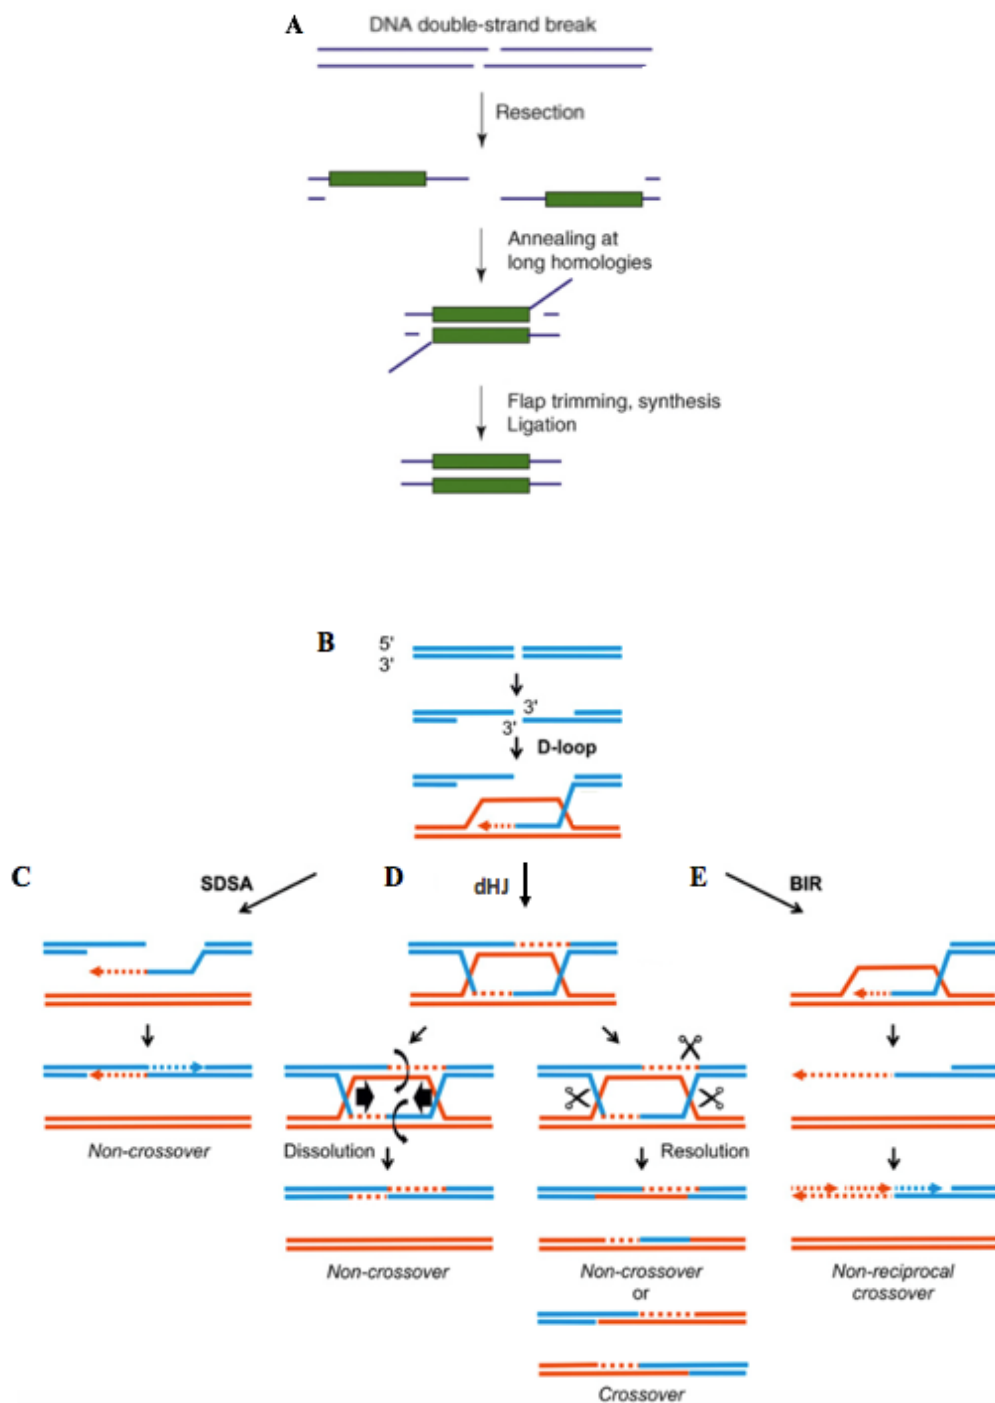 A
DNA double-strand break
Resection
Annealing at
long homologies
Flap trimming, synthesis
Ligation
B
5'
3'
3'
3'
D-loop
C
SDSA
D
dHJ
E
BIR
Dissolution
Resolution
Non-crossover
Non-crossover
Non-crossover
or
Crossover
Non-reciprocal
crossover